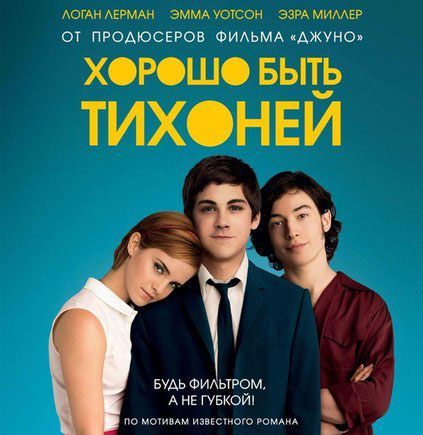 ЛОГАН ЛЕРМАН ЭММА УОТСОН ЭЗРА МИЛЛЕР
ОТ ПРОДЮСЕРОВ ФИЛЬМА «ДЖУНО»
ХОРОШО БЫТЬ
ТИХОНЕЙ
БУДЬ ФИЛЬТРОМ,
А НЕ ГУБКОЙ!
ПО МОТИВАМ ИЗВЕСТНОГО РОМАНА